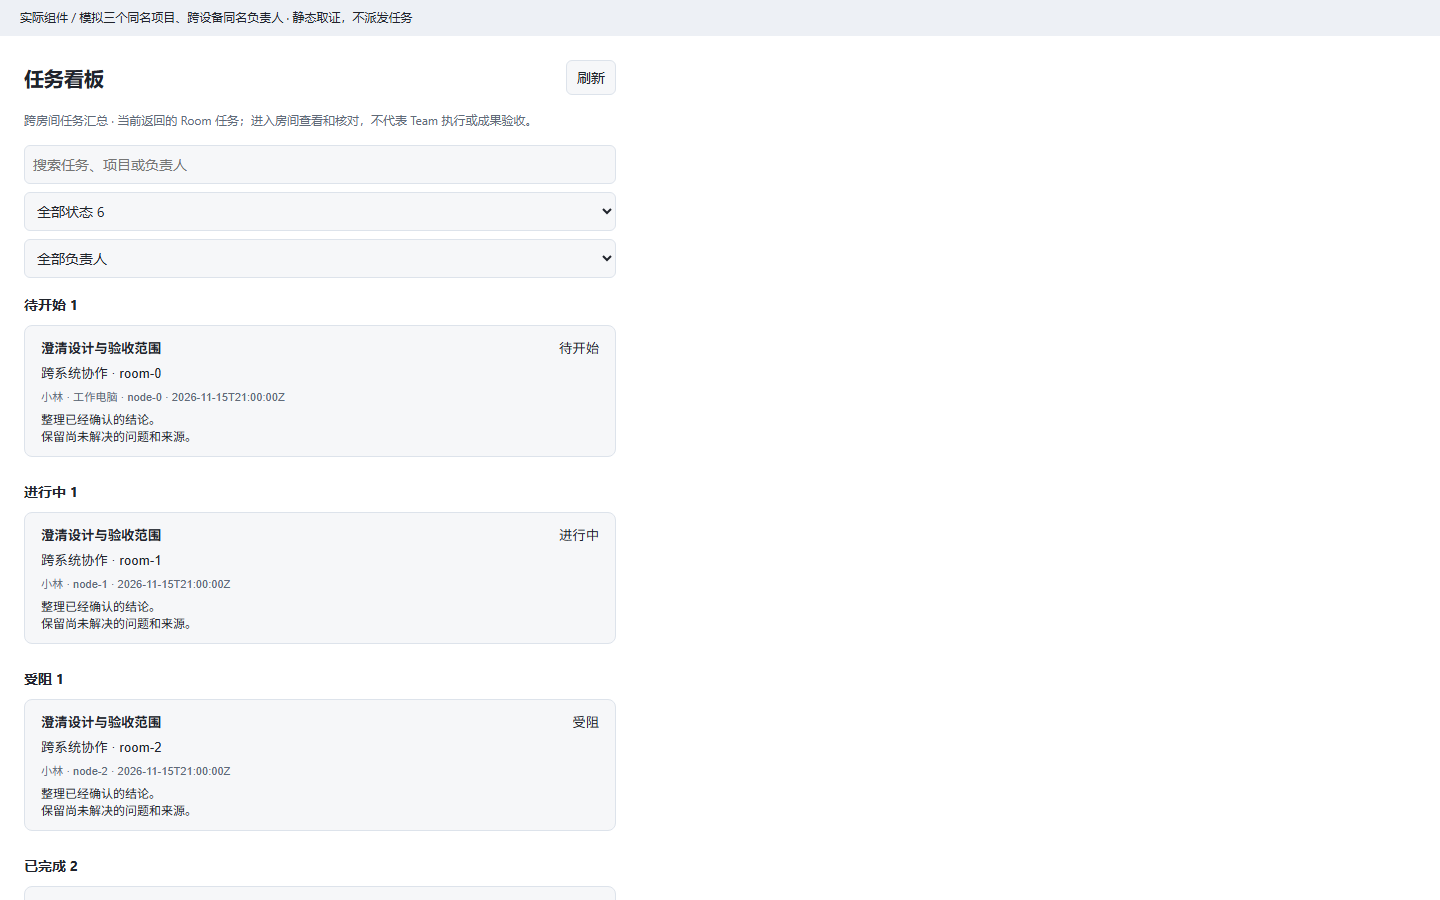 实际组件 / 模拟三个同名项目、跨设备同名负责人 · 静态取证，不派发任务
任务看板
刷新
跨房间任务汇总 · 当前返回的 Room 任务；进入房间查看和核对，不代表 Team 执行或成果验收。
搜索任务、项目或负责人
全部状态 6
全部负责人
待开始 1
澄清设计与验收范围
待开始
跨系统协作 · room-0
小林 · 工作电脑 · node-0 · 2026-11-15T21:00:00Z
整理已经确认的结论。
保留尚未解决的问题和来源。
进行中 1
澄清设计与验收范围
进行中
跨系统协作 · room-1
小林 · node-1 · 2026-11-15T21:00:00Z
整理已经确认的结论。
保留尚未解决的问题和来源。
受阻 1
澄清设计与验收范围
受阻
跨系统协作 · room-2
小林 · node-2 · 2026-11-15T21:00:00Z
整理已经确认的结论。
保留尚未解决的问题和来源。
已完成 2